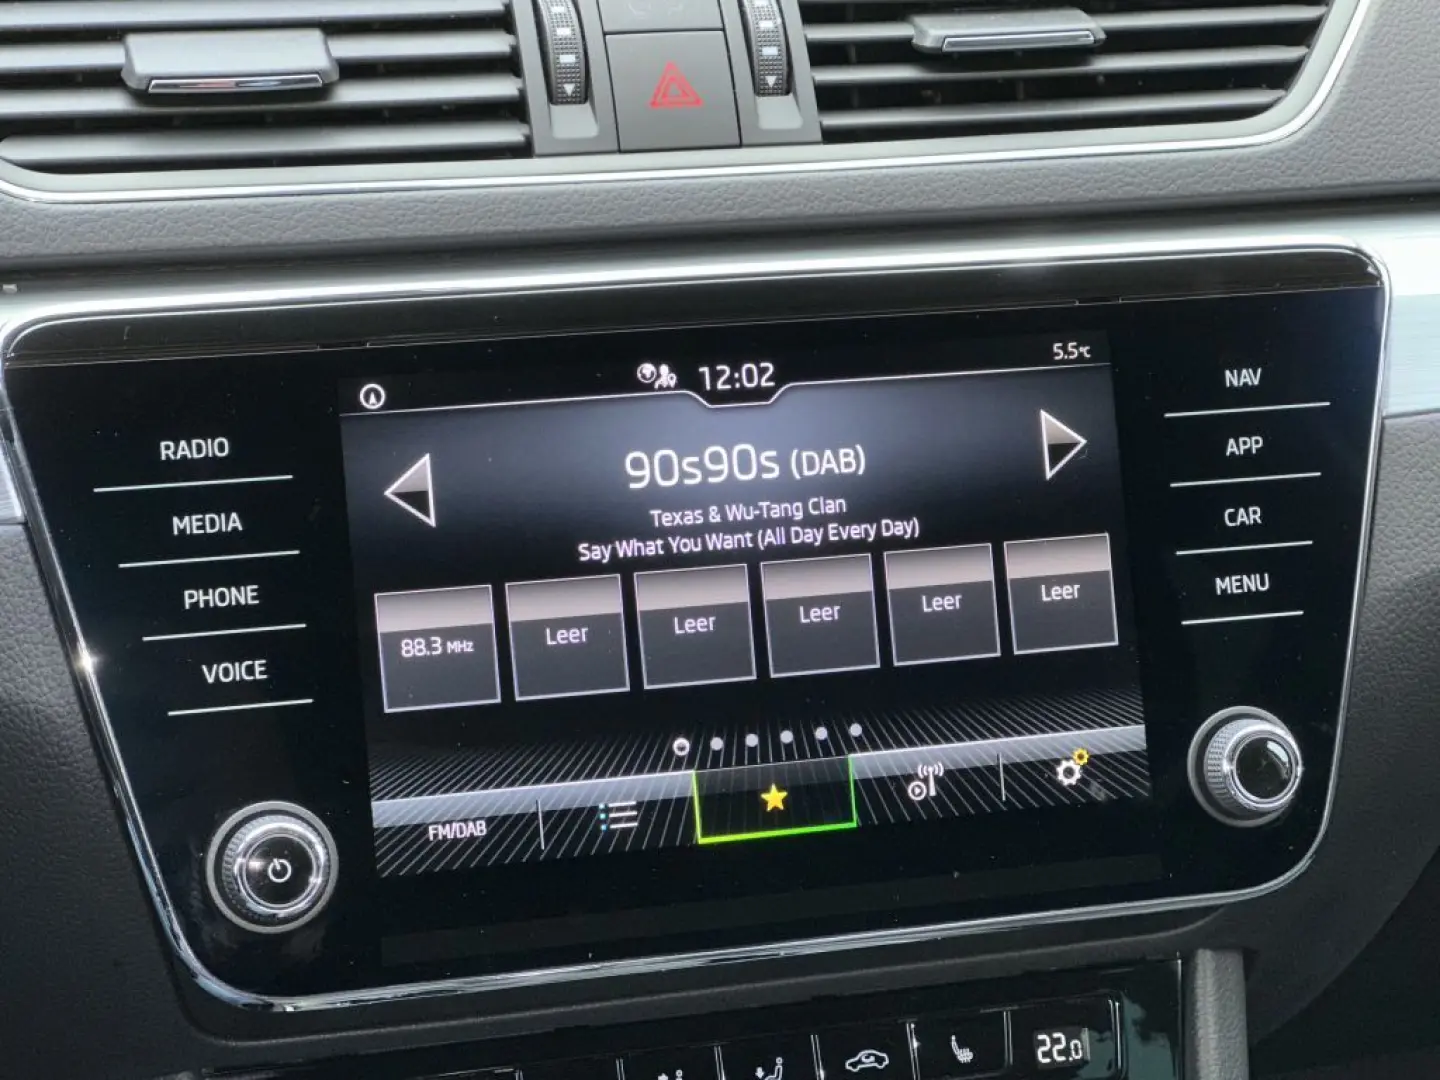 12:02
5.5°C
RADIO
MEDIA
PHONE
VOICE
90s90s (DAB)
Texas & Wu-Tang Clan
Say What You Want (All Day Every Day)
88.3 MHz
Leer
Leer
Leer
Leer
Leer
FM/DAB
NAV
APP
CAR
MENU
22.0